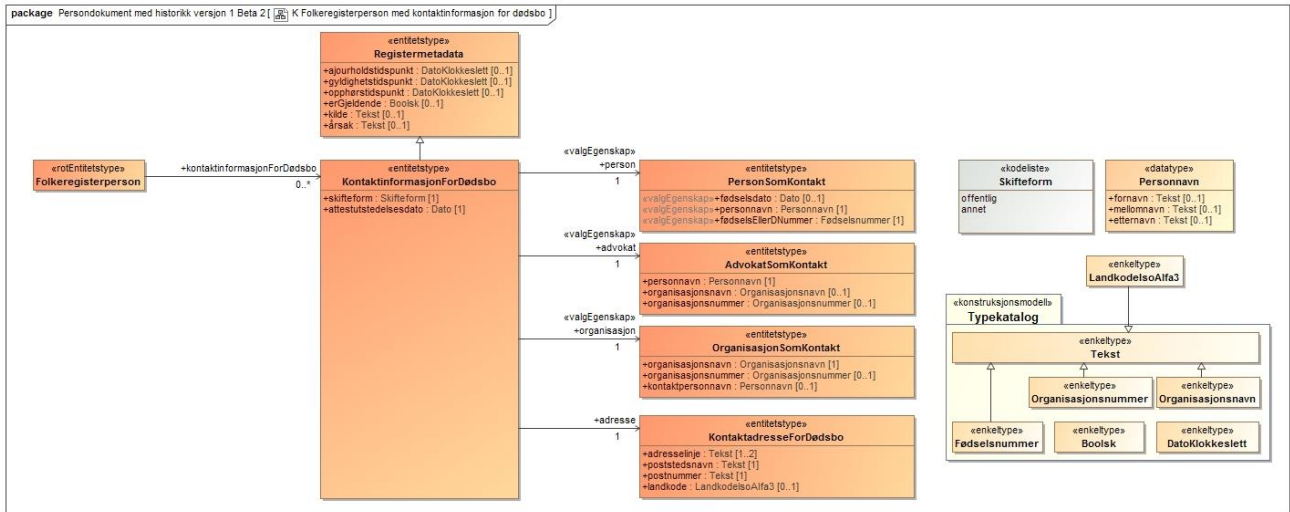 package Persondokument med historikk versjon 1 Beta 2 [ K Folkeregisterperson med kontaktinformasjon for dødsbo ]
«entitetstype»
Registermetadata
+ajourholdstidspunkt : DatoKlokkeslett [0..1]
+gyldighetstidspunkt : DatoKlokkeslett [0..1]
+opphørstidspunkt : DatoKlokkeslett [0..1]
+erGjeldende : Boolsk [0..1]
+kilde : Tekst [0..1]
+årsak : Tekst [0..1]
«rotEntitetstype»
Folkeregisterperson
+kontaktinformasjonForDødsbo
0..*
«entitetstype»
KontaktinformasjonForDødsbo
+skifteform : Skifteform [1]
+attestutstedelsesdato : Dato [1]
«valgEgenskap»
+person
1
«entitetstype»
PersonSomKontakt
«valgEgenskap»+fødselsdato : Dato [0..1]
«valgEgenskap»+personnavn : Personnavn [1]
«valgEgenskap»+fødselsEllerDNummer : Fødselsnummer [1]
«valgEgenskap»
+advokat
1
«entitetstype»
AdvokatSomKontakt
+personnavn : Personnavn [1]
+organisasjonsnavn : Organisasjonsnavn [0..1]
+organisasjonsnummer : Organisasjonsnummer [0..1]
«valgEgenskap»
+organisasjon
1
«entitetstype»
OrganisasjonSomKontakt
+organisasjonsnavn : Organisasjonsnavn [1]
+organisasjonsnummer : Organisasjonsnummer [0..1]
+kontaktpersonnavn : Personnavn [0..1]
+adresse
1
«entitetstype»
KontaktadresseForDødsbo
+adresselinje : Tekst [1..2]
+poststedsnavn : Tekst [1]
+postnummer : Tekst [1]
+landkode : LandkodeIsoAlfa3 [0..1]
«kodeliste»
Skifteform
offentlig
annet
«datatype»
Personnavn
+fornavn : Tekst [0..1]
+mellomnavn : Tekst [0..1]
+etternavn : Tekst [0..1]
«enkeltype»
LandkodeIsoAlfa3
«konstruksjonsmodell»
Typekatalog
«enkeltype»
Tekst
«enkeltype»
Organisasjonsnummer
«enkeltype»
Organisasjonsnavn
«enkeltype»
Fødselsnummer
«enkeltype»
Boolsk
«enkeltype»
DatoKlokkeslett